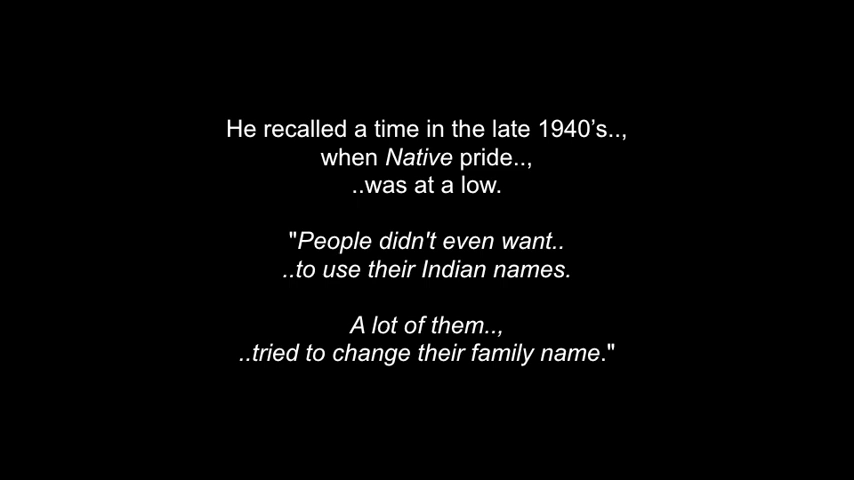 He recalled a time in the late 1940’s..,
when Native pride..,
..was at a low.
"People didn't even want..
..to use their Indian names.
A lot of them..,
..tried to change their family name."